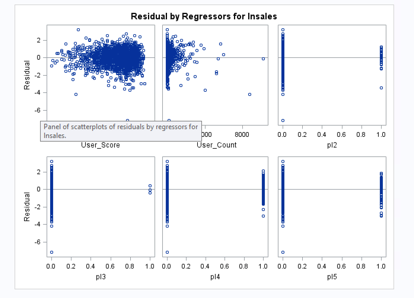 Residual by Regressors for Insales
Residual
2
0
-2
-4
-6
Panel of scatterplots of residuals by regressors for
Insales.
8000
0.0 0.2 0.4 0.6 0.8 1.0
User_Score
User_Count
pl2
Residual
2
0
-2
-4
-6
0.0 0.2 0.4 0.6 0.8 1.0
0.0 0.2 0.4 0.6 0.8 1.0
0.0 0.2 0.4 0.6 0.8 1.0
pl3
pl4
pl5